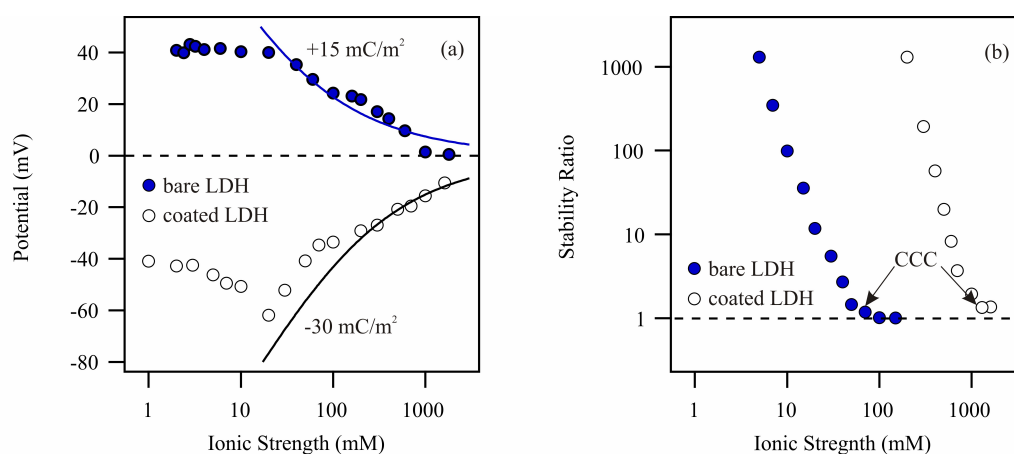 +15 mC/m²
(a)
40
20
0
-20
-40
-60
-80
Potential (mV)
bare LDH
coated LDH
-30 mC/m²
1
10
100
1000
Ionic Strength (mM)
(b)
1000
100
10
1
Stability Ratio
CCC
bare LDH
coated LDH
1
10
100
1000
Ionic Stregnth (mM)